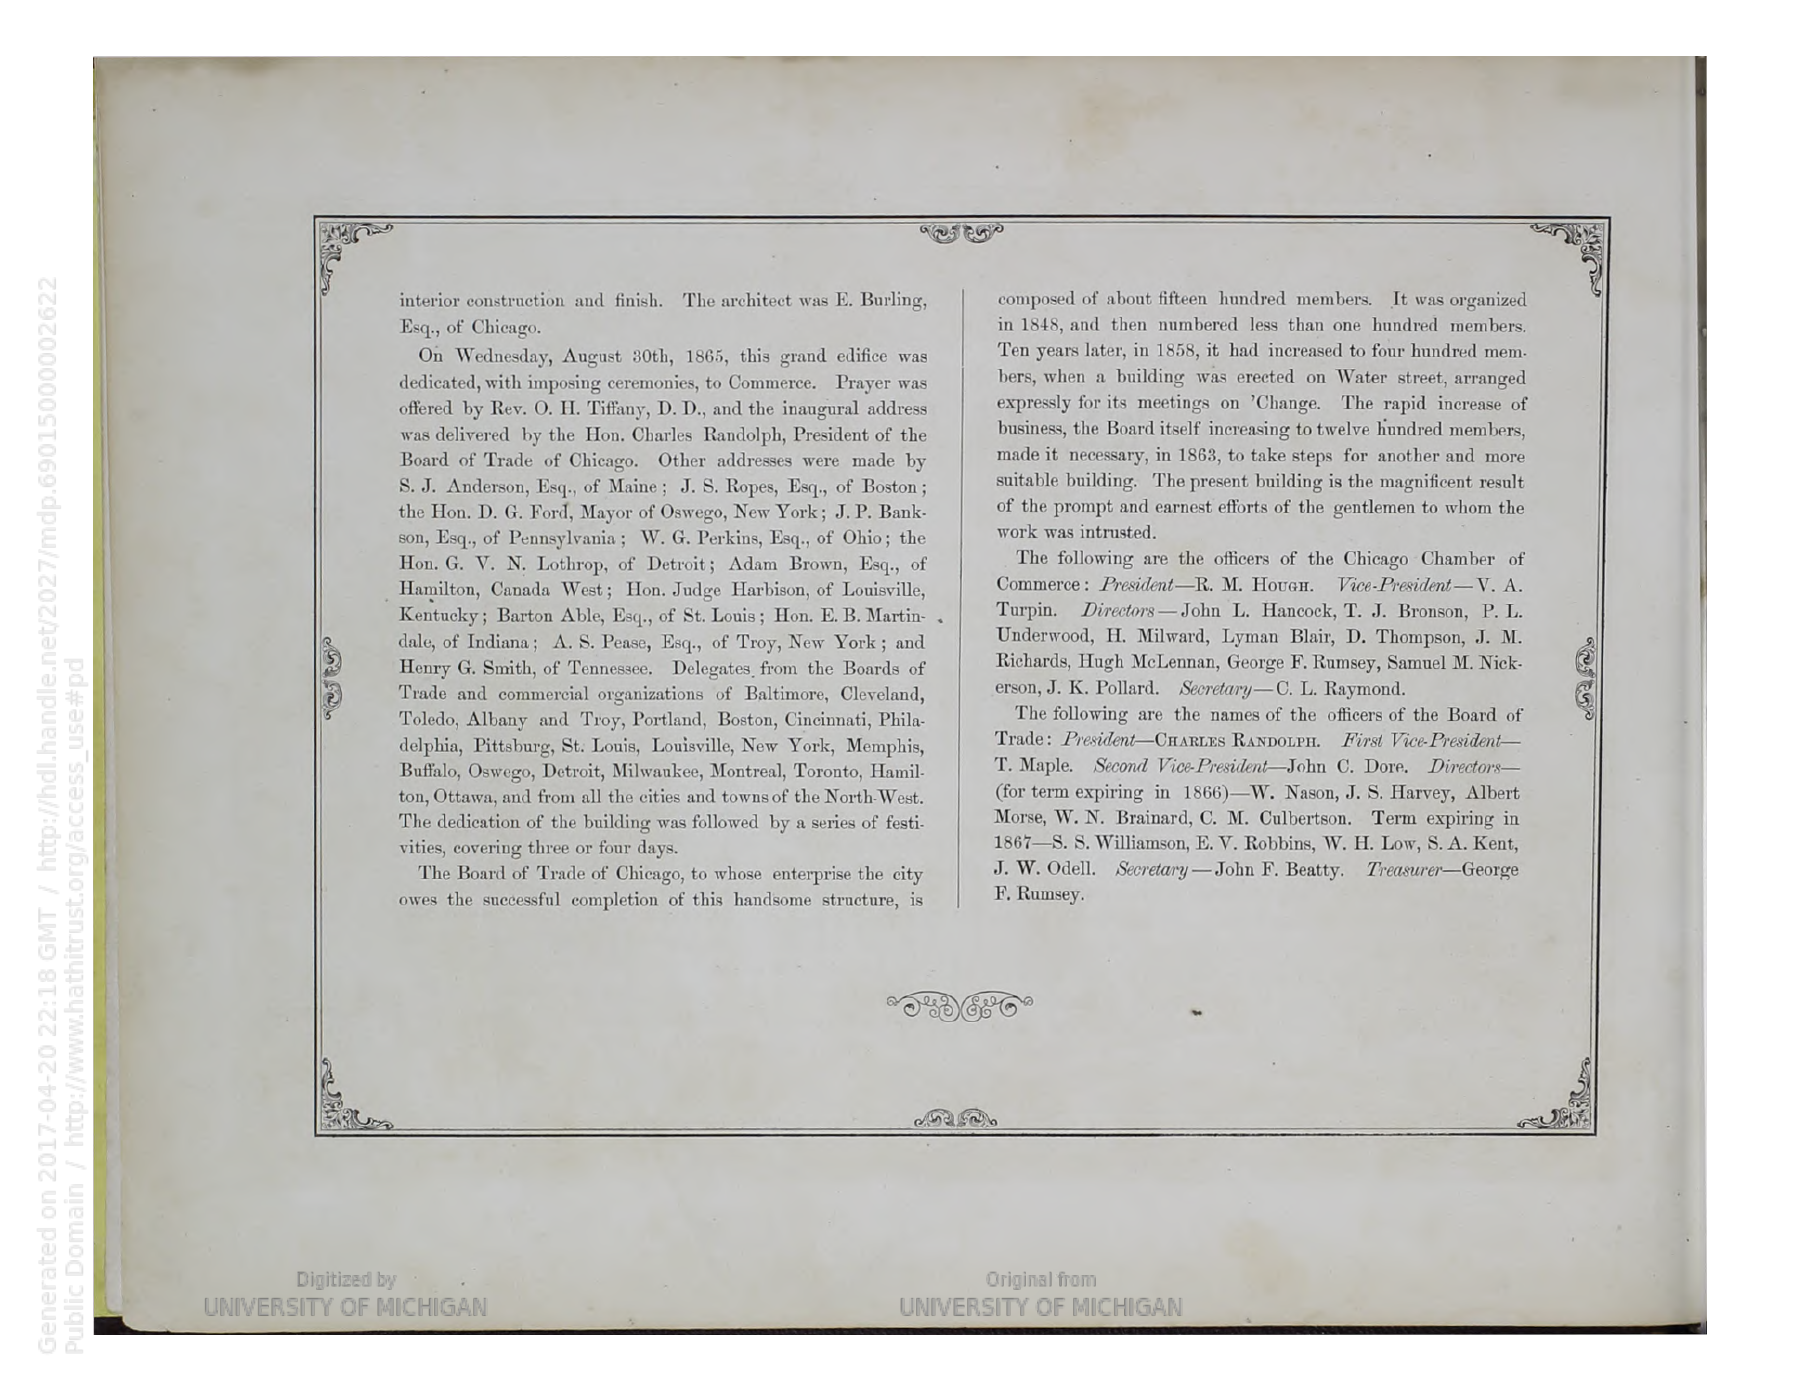 interior construction and finish. The architect was E. Burling,
Esq., of Chicago.
On Wednesday, August 30th, 1865, this grand edifice was
dedicated, with imposing ceremonies, to Commerce. Prayer was
offered by Rev. O. H. Tiffany, D. D., and the inaugural address
was delivered by the Hon. Charles Randolph, President of the
Board of Trade of Chicago. Other addresses were made by
S. J. Anderson, Esq., of Maine; J. S. Ropes, Esq., of Boston;
the Hon. D. G. Ford, Mayor of Oswego, New York; J. P. Bank-
son, Esq., of Pennsylvania; W. G. Perkins, Esq., of Ohio; the
Hon. G. V. N. Lothrop, of Detroit; Adam Brown, Esq., of
Hamilton, Canada West; Hon. Judge Harbison, of Louisville,
Kentucky; Barton Able, Esq., of St. Louis; Hon. E. B. Martin-
dale, of Indiana; A. S. Pease, Esq., of Troy, New York; and
Henry G. Smith, of Tennessee. Delegates from the Boards of
Trade and commercial organizations of Baltimore, Cleveland,
Toledo, Albany and Troy, Portland, Boston, Cincinnati, Phila-
delphia, Pittsburg, St. Louis, Louisville, New York, Memphis,
Buffalo, Oswego, Detroit, Milwaukee, Montreal, Toronto, Hamil-
ton, Ottawa, and from all the cities and towns of the North-West.
The dedication of the building was followed by a series of festi-
vities, covering three or four days.
The Board of Trade of Chicago, to whose enterprise the city
owes the successful completion of this handsome structure, is
composed of about fifteen hundred members. It was organized
in 1848, and then numbered less than one hundred members.
Ten years later, in 1858, it had increased to four hundred mem-
bers, when a building was erected on Water street, arranged
expressly for its meetings on 'Change. The rapid increase of
business, the Board itself increasing to twelve hundred members,
made it necessary, in 1863, to take steps for another and more
suitable building. The present building is the magnificent result
of the prompt and earnest efforts of the gentlemen to whom the
work was intrusted.
The following are the officers of the Chicago Chamber of
Commerce: President—R. M. HOUGH. Vice-President—V. A.
Turpin. Directors—John L. Hancock, T. J. Bronson, P. L.
Underwood, H. Milward, Lyman Blair, D. Thompson, J. M.
Richards, Hugh McLennan, George F. Rumsey, Samuel M. Nick-
erson, J. K. Pollard. Secretary—C. L. Raymond.
The following are the names of the officers of the Board of
Trade: President—CHARLES RANDOLPH. First Vice-President—
T. Maple. Second Vice-President—John C. Dore. Directors—
(for term expiring in 1866)—W. Nason, J. S. Harvey, Albert
Morse, W. N. Brainard, C. M. Culbertson. Term expiring in
1867—S. S. Williamson, E. V. Robbins, W. H. Low, S. A. Kent,
J. W. Odell. Secretary—John F. Beatty. Treasurer—George
F. Rumsey.
Digitized by
UNIVERSITY OF MICHIGAN
Original from
UNIVERSITY OF MICHIGAN
Generated on 2017-04-20 22:18 GMT / http://hdl.handle.net/2027/mdp.69015000002622
Public Domain / http://www.hathitrust.org/access_use#pd